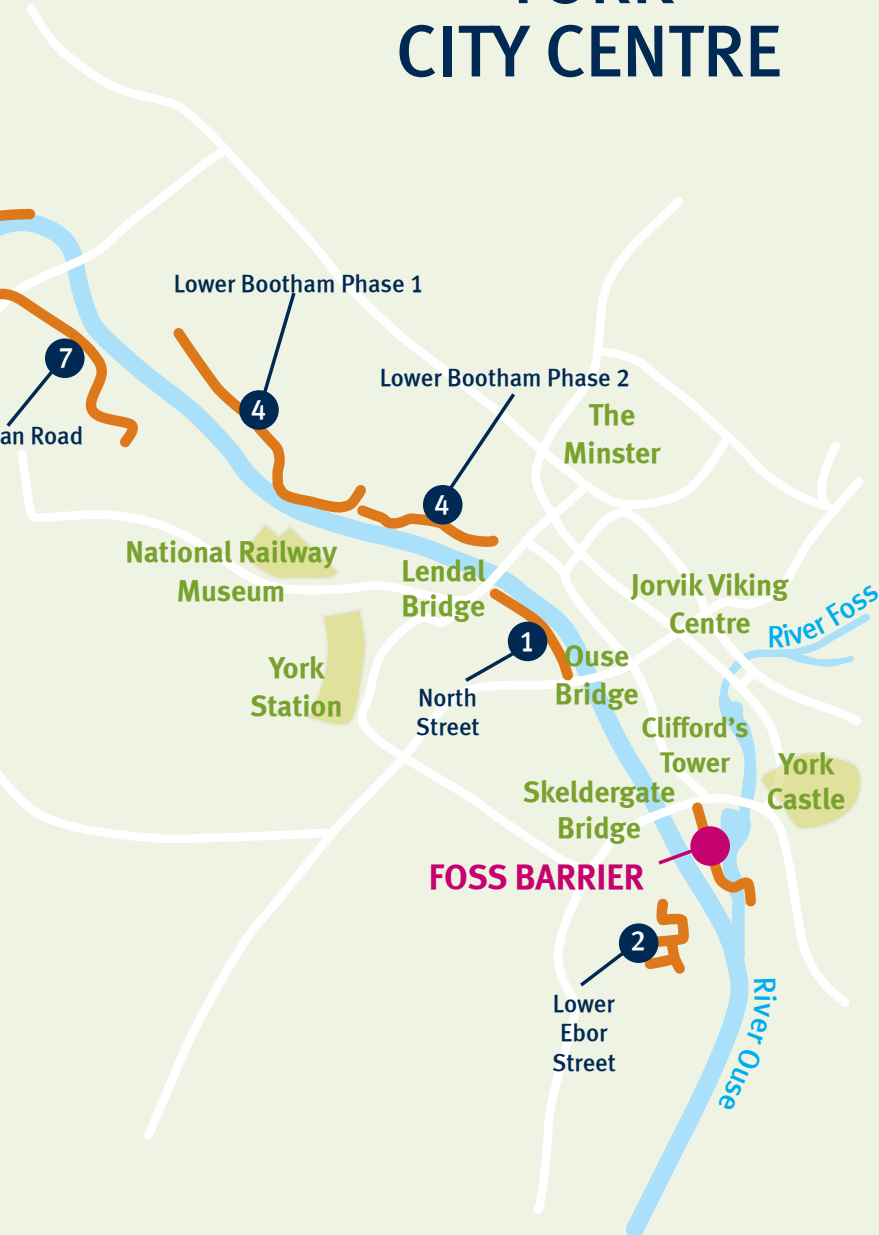 CITY CENTRE
Lower Bootham Phase 1
Lower Bootham Phase 2
7
4
an Road
The
Minster
4
National Railway
Museum
Lendal
Bridge
Jorvik Viking
Centre
River Foss
1
Ouse
Bridge
York
Station
North
Street
Clifford's
Tower
York
Castle
Skeldergate
Bridge
FOSS BARRIER
2
Lower
Ebor
Street
River Ouse